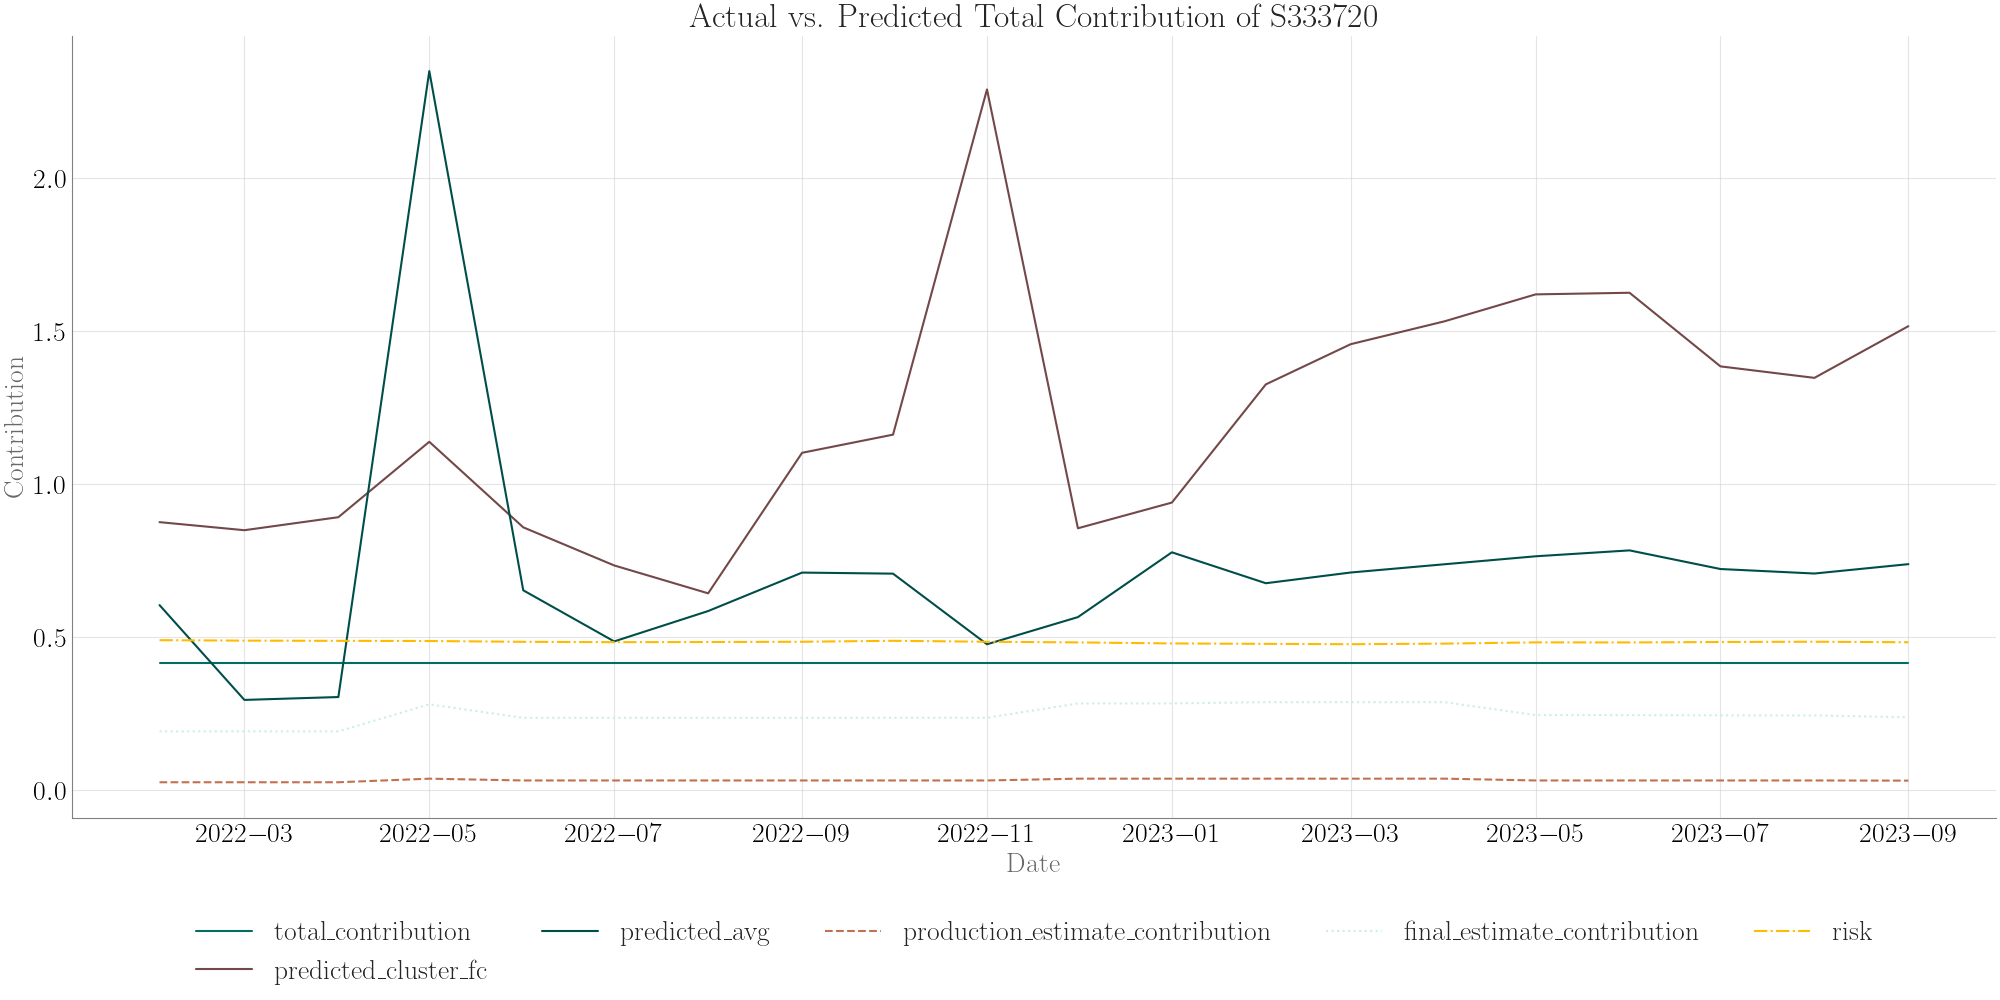 Actual vs. Predicted Total Contribution of S333720
Contribution
2.0
1.5
1.0
0.5
0.0
2022–03 2022–05 2022–07 2022–09 2022–11 2023–01 2023–03 2023–05 2023–07 2023–09
Date
total_contribution predicted_avg production_estimate_contribution final_estimate_contribution risk
predicted_cluster_fc